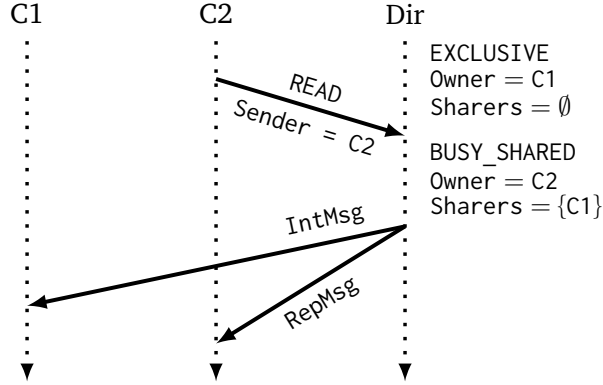 C1 C2 Dir
EXCLUSIVE
Owner = C1
Sharers = ∅
READ
Sender = C2
BUSY_SHARED
Owner = C2
Sharers = {C1}
IntMsg
RepMsg